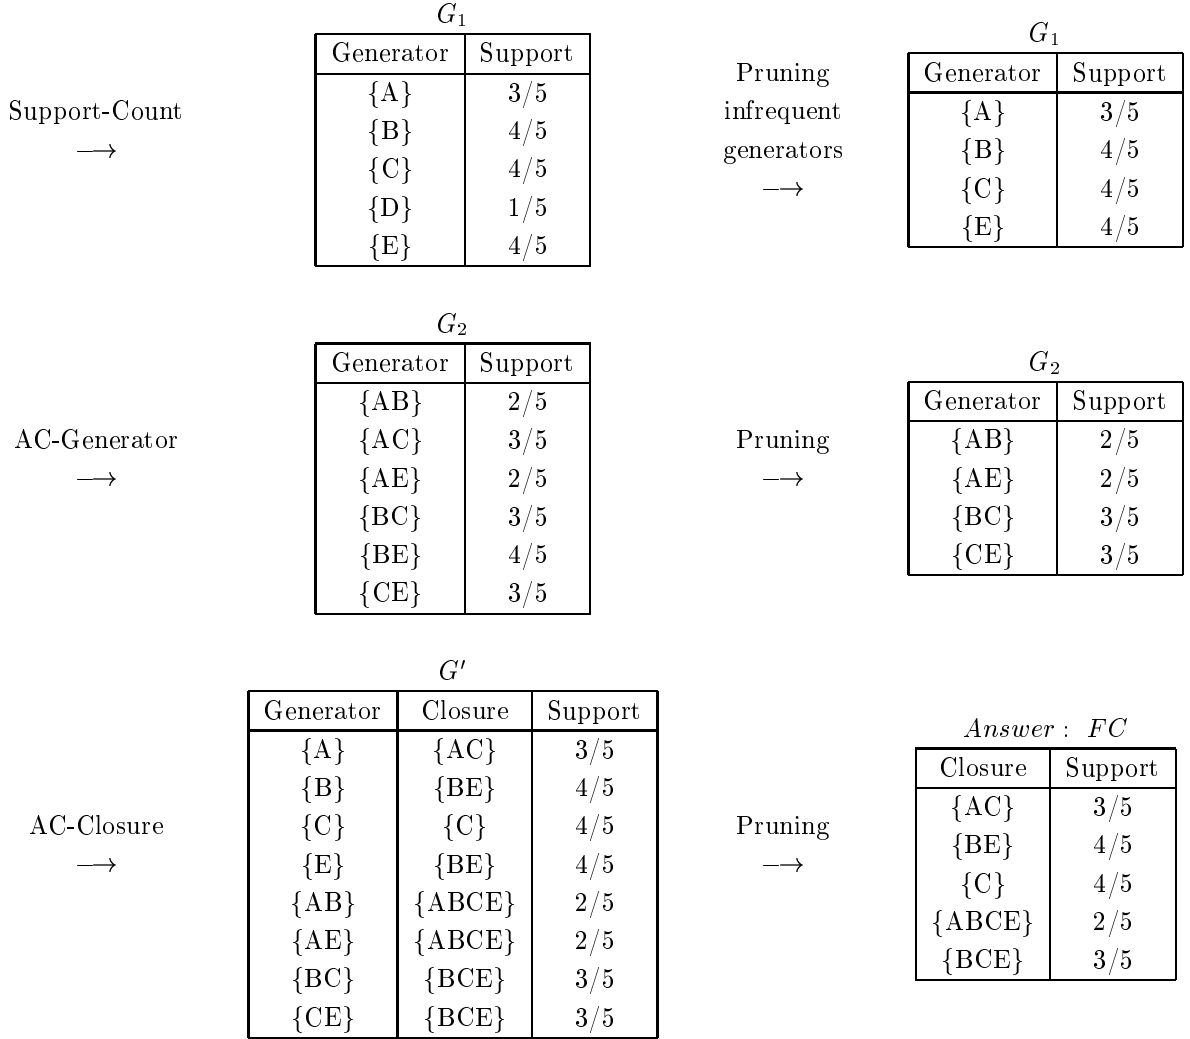 G₁
Generator Support
{A} 3/5
{B} 4/5
{C} 4/5
{D} 1/5
{E} 4/5
Support-Count
⟶
Pruning
infrequent
generators
⟶
G₁
Generator Support
{A} 3/5
{B} 4/5
{C} 4/5
{E} 4/5
AC-Generator
⟶
G₂
Generator Support
{AB} 2/5
{AC} 3/5
{AE} 2/5
{BC} 3/5
{BE} 4/5
{CE} 3/5
Pruning
⟶
G₂
Generator Support
{AB} 2/5
{AE} 2/5
{BC} 3/5
{CE} 3/5
AC-Closure
⟶
G′
Generator Closure Support
{A} {AC} 3/5
{B} {BE} 4/5
{C} {C} 4/5
{E} {BE} 4/5
{AB} {ABCE} 2/5
{AE} {ABCE} 2/5
{BC} {BCE} 3/5
{CE} {BCE} 3/5
Pruning
⟶
Answer : FC
Closure Support
{AC} 3/5
{BE} 4/5
{C} 4/5
{ABCE} 2/5
{BCE} 3/5